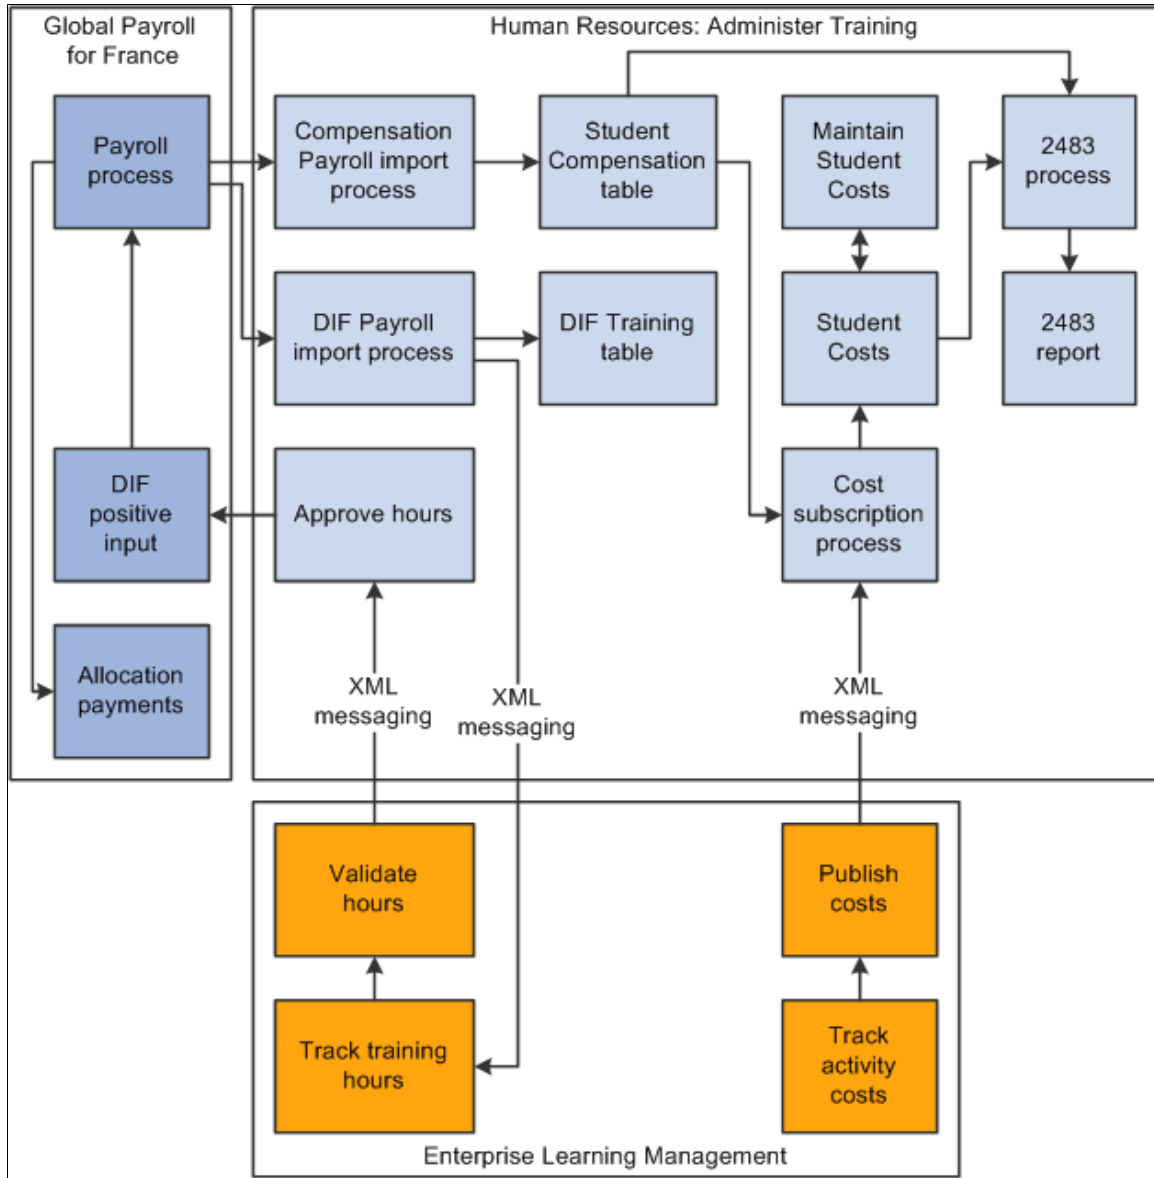 Global Payroll
for France
Human Resources: Administer Training
Payroll
process
Compensation
Payroll import
process
Student
Compensation
table
Maintain
Student
Costs
2483
process
DIF Payroll
import process
DIF Training
table
Student
Costs
2483
report
DIF
positive
input
Approve hours
Cost
subscription
process
Allocation
payments
XML
messaging
XML
messaging
XML
messaging
Validate
hours
Publish
costs
Track training
hours
Track
activity
costs
Enterprise Learning Management